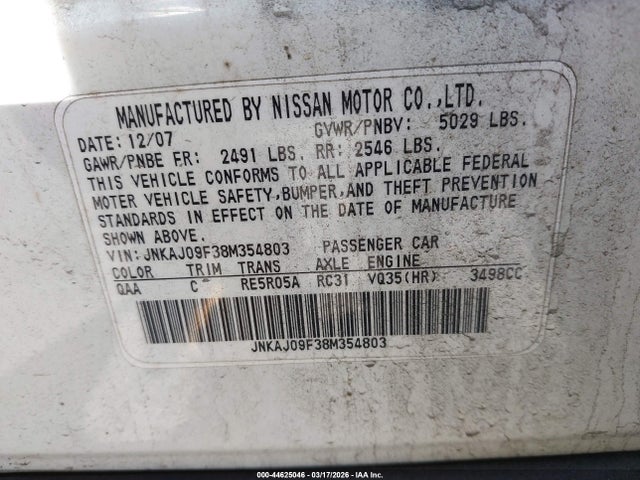 MANUFACTURED BY NISSAN MOTOR CO.,LTD.
DATE: 12/07 GVWR/PNBV: 5029 LBS.
GAWR/PNBE FR: 2491 LBS. RR: 2546 LBS.
THIS VEHICLE CONFORMS TO ALL APPLICABLE FEDERAL
MOTER VEHICLE SAFETY,BUMPER,AND THEFT PREVENTION
STANDARDS IN EFFECT ON THE DATE OF MANUFACTURE
SHOWN ABOVE.
VIN: JNKAJ09F38M354803 PASSENGER CAR
COLOR TRIM TRANS AXLE ENGINE
QAA C RE5R05A RC31 VQ35(HR) 3498CC
JNKAJ09F38M354803
000-44625046 | 03/17/2026 | IAA Inc.